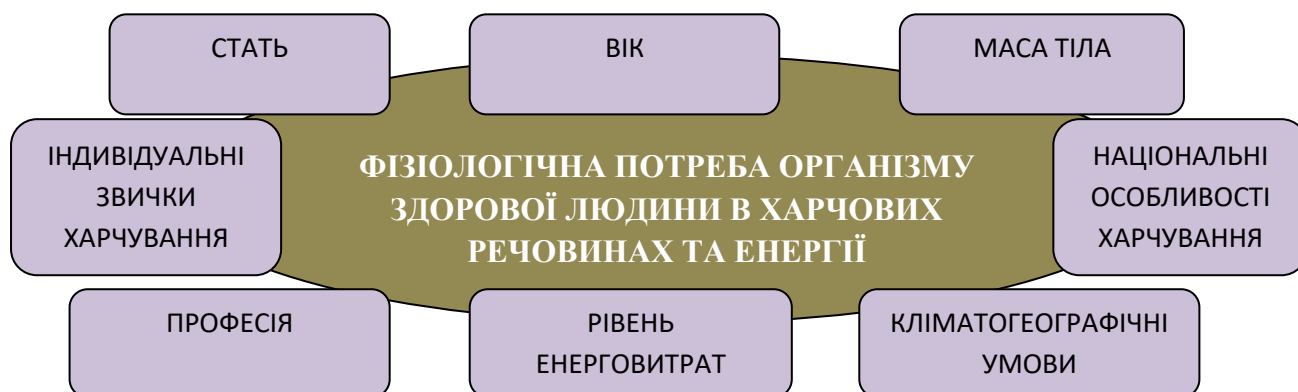 СТАТЬ
ВІК
МАСА ТІЛА
ІНДИВІДУАЛЬНІ
ЗВИЧКИ
ХАРЧУВАННЯ
ФІЗІОЛОГІЧНА ПОТРЕБА ОРГАНІЗМУ
ЗДОРОВОЇ ЛЮДИНИ В ХАРЧОВИХ
РЕЧОВИНАХ ТА ЕНЕРГІЇ
НАЦІОНАЛЬНІ
ОСОБЛИВОСТІ
ХАРЧУВАННЯ
ПРОФЕСІЯ
РІВЕНЬ
ЕНЕРГОВИТРАТ
КЛІМАТОГЕОГРАФІЧНІ
УМОВИ